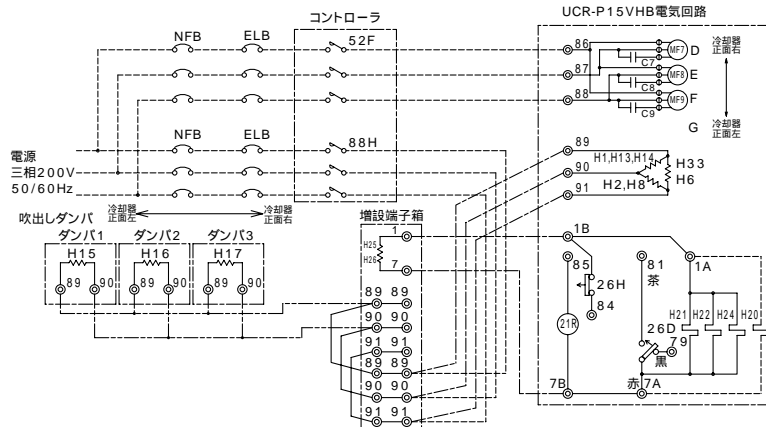 コントローラ
UCR-P15VHB電気回路
NFB
ELB
52F
86
MF7
D
冷却器
正面右
C7
87
MF8
E
C8
88
MF9
F
C9
G
冷却器
正面左
NFB
ELB
88H
電源
三相200V
50/60Hz
89
H1,H13,H14
90
H33
H6
H2,H8
91
冷却器
正面左
冷却器
正面右
吹出しダンパ
ダンパ1
ダンパ2
ダンパ3
H15
H16
H17
89
90
89
90
89
90
増設端子箱
1
H25
H26
7
89
89
90
90
91
91
89
89
90
90
91
91
1B
85
26H
84
21R
81
茶
1A
H21
H22
H24
H20
26D
79
黒
7B
赤
7A